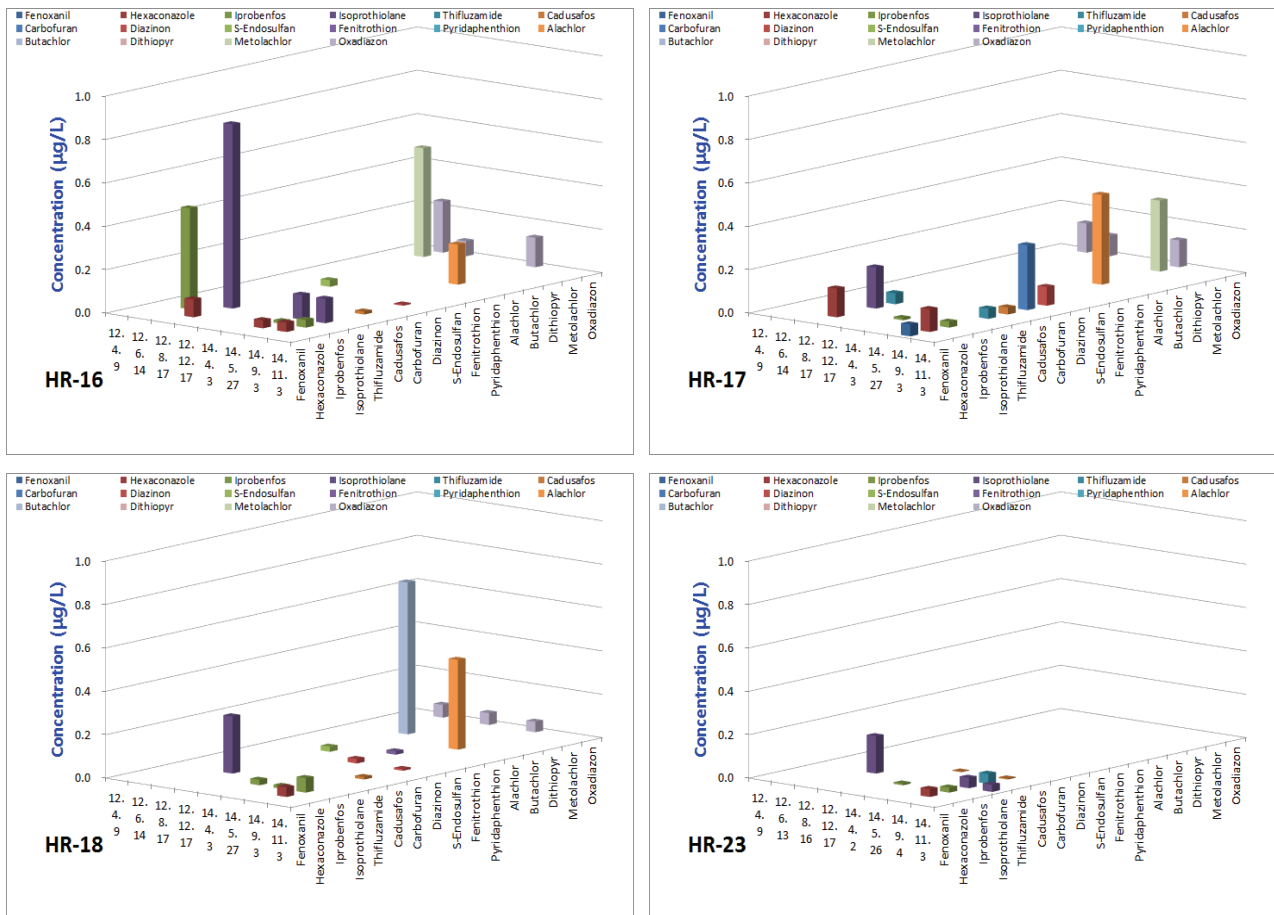 Fenoxanil Hexaconazole Iprobenfos Isoprothiolane Thifluzamide Cadusafos
Carbofuran Diazinon S-Endosulfan Fenitrothion Pyridaphenthion Alachlor
Butachlor Dithiopyr Metolachlor Oxadiazon
Concentration (µg/L)
1.0
0.8
0.6
0.4
0.2
0.0
12.4.9
12.6.14
12.8.17
12.12.17
14.4.3
14.5.27
14.9.3
14.11.3
Fenoxanil
Hexaconazole
Iprobenfos
Isoprothiolane
Thifluzamide
Cadusafos
Carbofuran
Diazinon
S-Endosulfan
Fenitrothion
Pyridaphenthion
Alachlor
Butachlor
Dithiopyr
Metolachlor
Oxadiazon
HR-16
Fenoxanil Hexaconazole Iprobenfos Isoprothiolane Thifluzamide Cadusafos
Carbofuran Diazinon S-Endosulfan Fenitrothion Pyridaphenthion Alachlor
Butachlor Dithiopyr Metolachlor Oxadiazon
Concentration (µg/L)
1.0
0.8
0.6
0.4
0.2
0.0
12.4.9
12.6.14
12.8.17
12.12.17
14.4.3
14.5.27
14.9.3
14.11.3
Fenoxanil
Hexaconazole
Iprobenfos
Isoprothiolane
Thifluzamide
Cadusafos
Carbofuran
Diazinon
S-Endosulfan
Fenitrothion
Pyridaphenthion
Alachlor
Butachlor
Dithiopyr
Metolachlor
Oxadiazon
HR-17
Fenoxanil Hexaconazole Iprobenfos Isoprothiolane Thifluzamide Cadusafos
Carbofuran Diazinon S-Endosulfan Fenitrothion Pyridaphenthion Alachlor
Butachlor Dithiopyr Metolachlor Oxadiazon
Concentration (µg/L)
1.0
0.8
0.6
0.4
0.2
0.0
12.4.9
12.6.14
12.8.17
12.12.17
14.4.3
14.5.27
14.9.3
14.11.3
Fenoxanil
Hexaconazole
Iprobenfos
Isoprothiolane
Thifluzamide
Cadusafos
Carbofuran
Diazinon
S-Endosulfan
Fenitrothion
Pyridaphenthion
Alachlor
Butachlor
Dithiopyr
Metolachlor
Oxadiazon
HR-18
Fenoxanil Hexaconazole Iprobenfos Isoprothiolane Thifluzamide Cadusafos
Carbofuran Diazinon S-Endosulfan Fenitrothion Pyridaphenthion Alachlor
Butachlor Dithiopyr Metolachlor Oxadiazon
Concentration (µg/L)
1.0
0.8
0.6
0.4
0.2
0.0
12.4.9
12.6.13
12.8.16
12.12.17
14.4.2
14.5.26
14.9.4
14.11.3
Fenoxanil
Hexaconazole
Iprobenfos
Isoprothiolane
Thifluzamide
Cadusafos
Carbofuran
Diazinon
S-Endosulfan
Fenitrothion
Pyridaphenthion
Alachlor
Butachlor
Dithiopyr
Metolachlor
Oxadiazon
HR-23